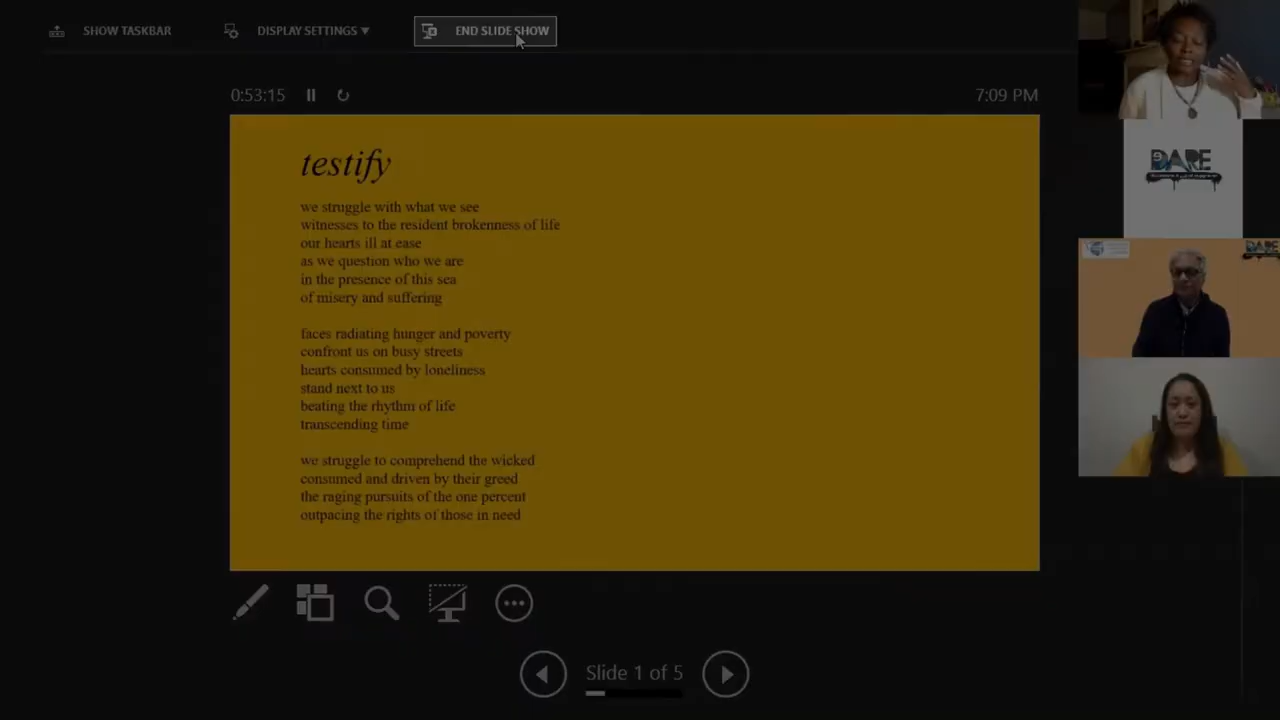 SHOW TASKBAR
DISPLAY SETTINGS ▼
END SLIDE SHOW
0:53:15
7:09 PM
testify
we struggle with what we see
witnesses to the resident brokenness of life
our hearts ill at ease
as we question who we are
in the presence of this sea
of misery and suffering
faces radiating hunger and poverty
confront us on busy streets
hearts consumed by loneliness
stand next to us
beating the rhythm of life
transcending time
we struggle to comprehend the wicked
consumed and driven by their greed
the raging pursuits of the one percent
outpacing the rights of those in need
Slide 1 of 5
DARE
DARE